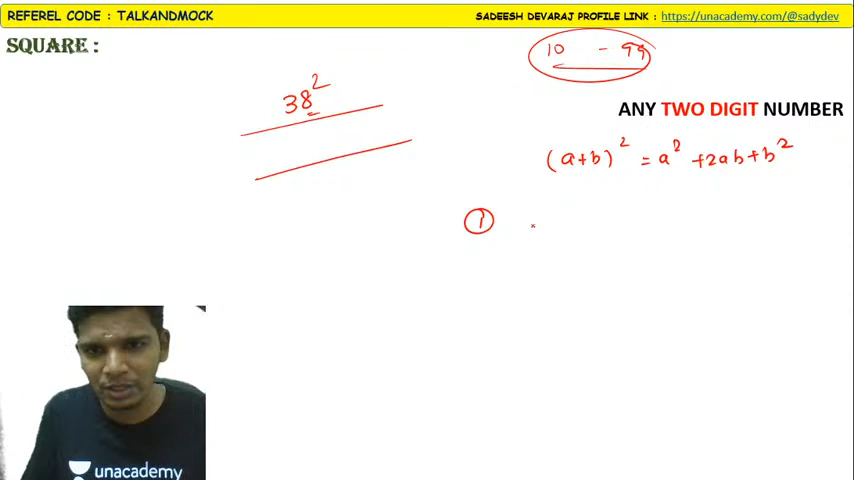 REFEREL CODE : TALKANDMOCK
SADEESH DEVARAJ PROFILE LINK : https://unacademy.com/@sadydev
SQUARE :
10 - 99
38²
ANY TWO DIGIT NUMBER
(a+b)² = a² + 2ab + b²
①
unacademy